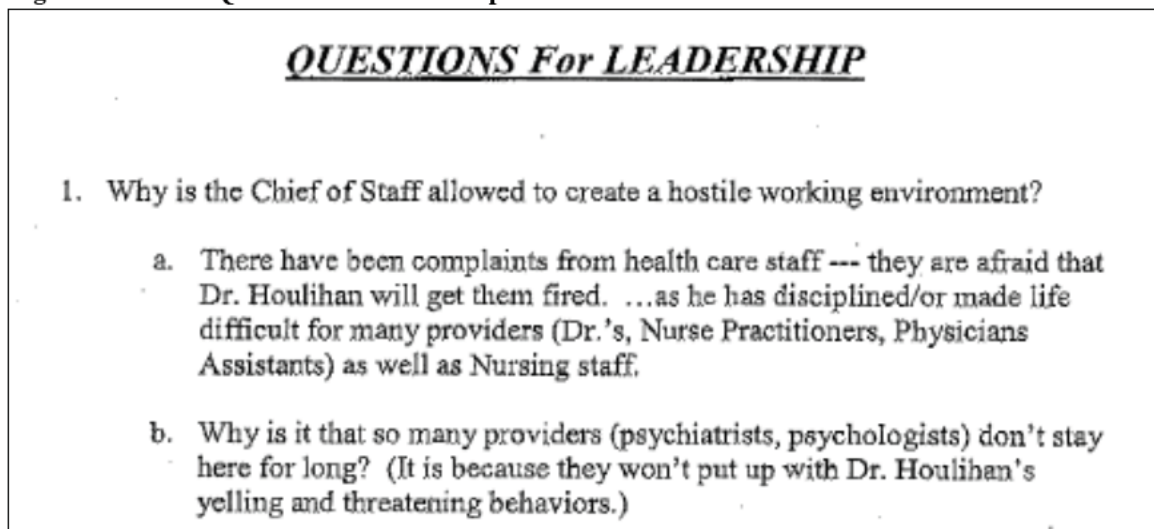 QUESTIONS For LEADERSHIP
1. Why is the Chief of Staff allowed to create a hostile working environment?
a. There have been complaints from health care staff --- they are afraid that
Dr. Houlihan will get them fired. ...as he has disciplined/or made life
difficult for many providers (Dr.'s, Nurse Practitioners, Physicians
Assistants) as well as Nursing staff.
b. Why is it that so many providers (psychiatrists, psychologists) don't stay
here for long? (It is because they won't put up with Dr. Houlihan's
yelling and threatening behaviors.)